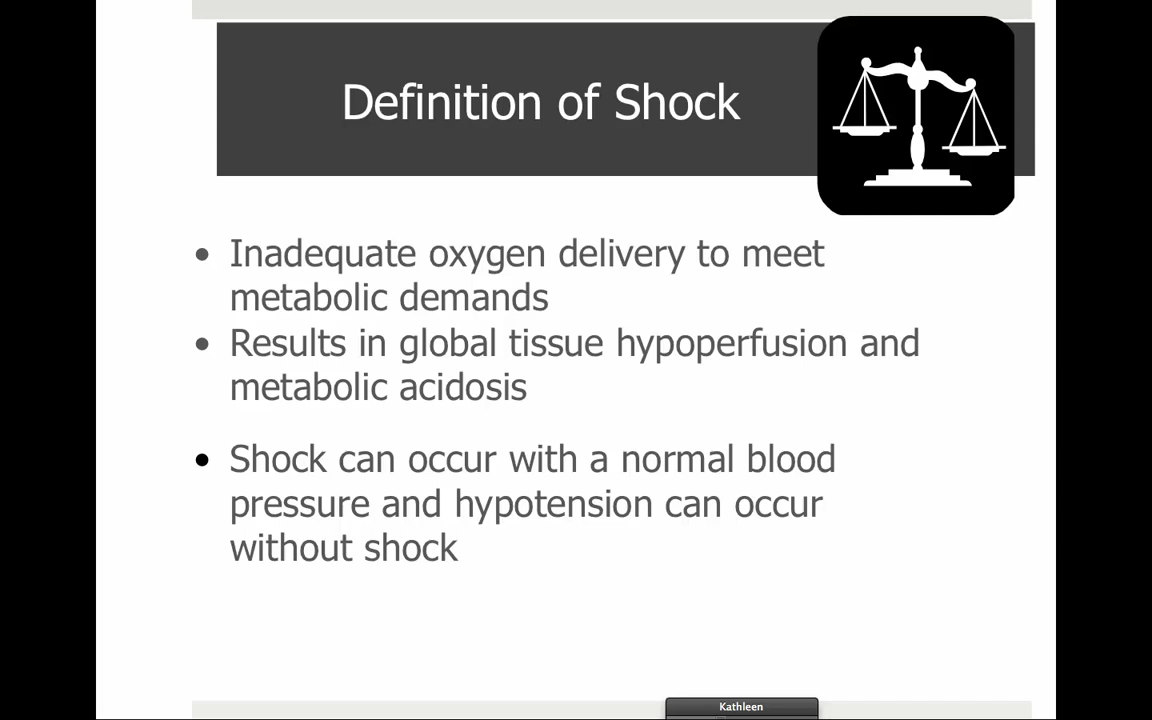 Definition of Shock
• Inadequate oxygen delivery to meet
metabolic demands
• Results in global tissue hypoperfusion and
metabolic acidosis
• Shock can occur with a normal blood
pressure and hypotension can occur
without shock
Kathleen